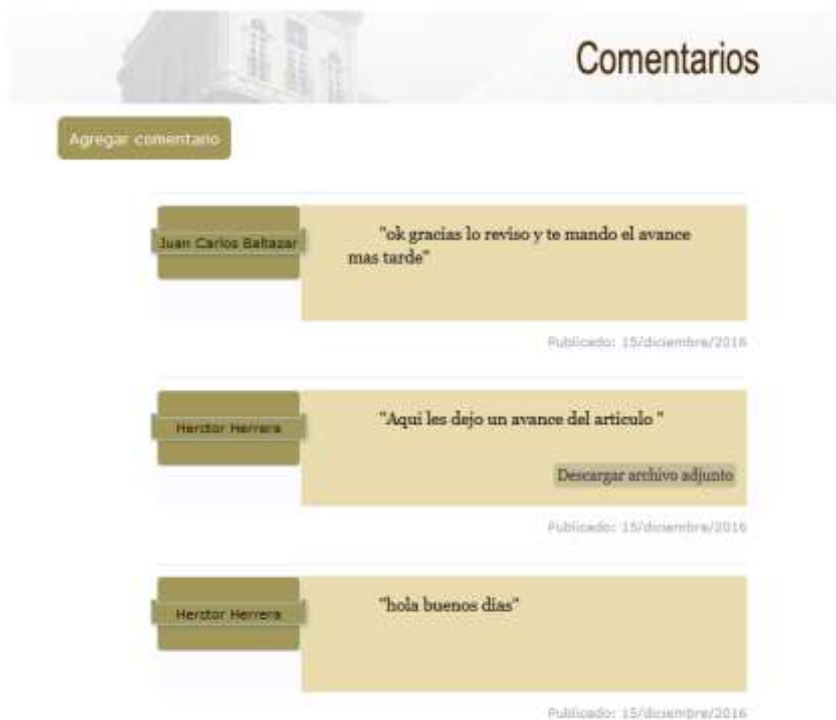 Comentarios
Agregar comentario
Juan Carlos Baltazar
"ok gracias lo reviso y te mando el avance
mas tarde"
Publicado: 15/diciembre/2016
Herctor Herrera
"Aqui les dejo un avance del articulo "
Descargar archivo adjunto
Publicado: 15/diciembre/2016
Herctor Herrera
"hola buenos días"
Publicado: 15/diciembre/2016